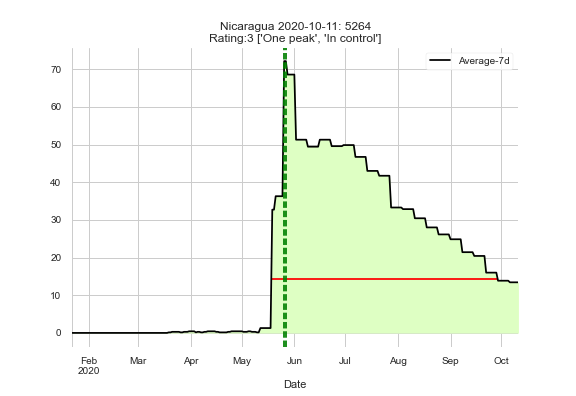 Nicaragua 2020-10-11: 5264
Rating:3 ['One peak', 'In control']
Average-7d
70
60
50
40
30
20
10
0
Feb Mar Apr May Jun Jul Aug Sep Oct
2020
Date